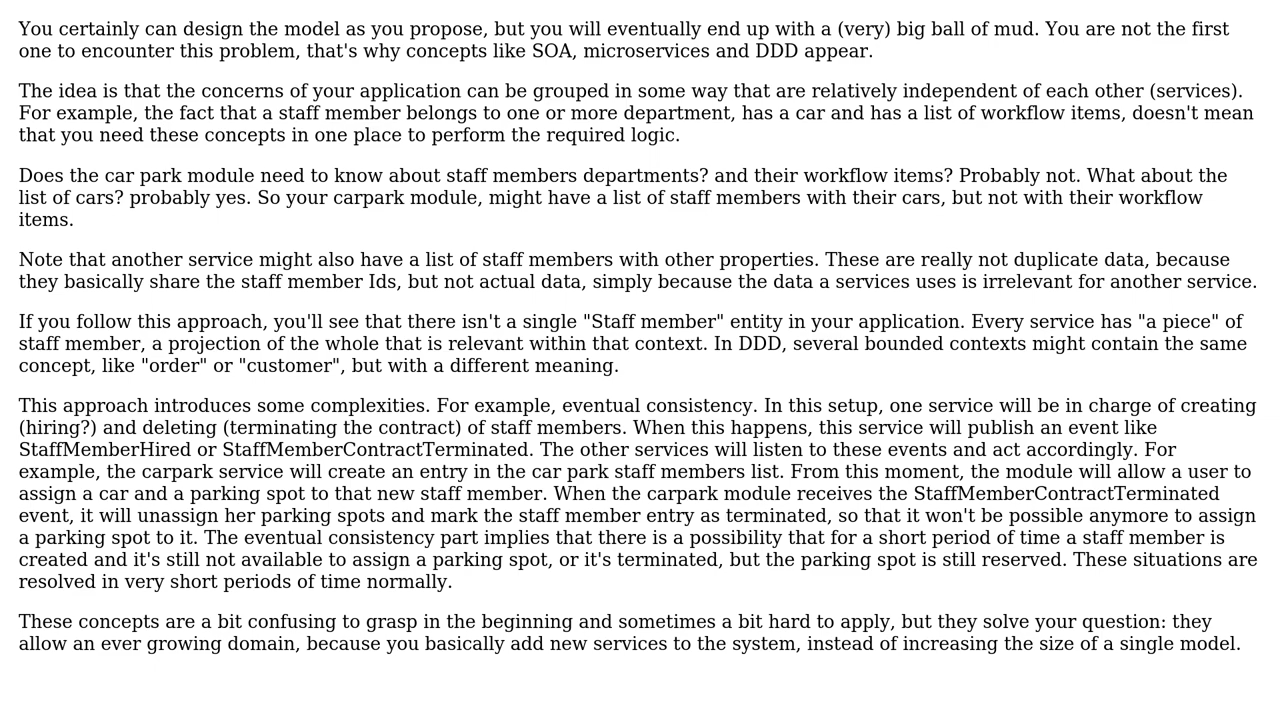 You certainly can design the model as you propose, but you will eventually end up with a (very) big ball of mud. You are not the first
one to encounter this problem, that's why concepts like SOA, microservices and DDD appear.
The idea is that the concerns of your application can be grouped in some way that are relatively independent of each other (services).
For example, the fact that a staff member belongs to one or more department, has a car and has a list of workflow items, doesn't mean
that you need these concepts in one place to perform the required logic.
Does the car park module need to know about staff members departments? and their workflow items? Probably not. What about the
list of cars? probably yes. So your carpark module, might have a list of staff members with their cars, but not with their workflow
items.
Note that another service might also have a list of staff members with other properties. These are really not duplicate data, because
they basically share the staff member Ids, but not actual data, simply because the data a services uses is irrelevant for another service.
If you follow this approach, you'll see that there isn't a single "Staff member" entity in your application. Every service has "a piece" of
staff member, a projection of the whole that is relevant within that context. In DDD, several bounded contexts might contain the same
concept, like "order" or "customer", but with a different meaning.
This approach introduces some complexities. For example, eventual consistency. In this setup, one service will be in charge of creating
(hiring?) and deleting (terminating the contract) of staff members. When this happens, this service will publish an event like
StaffMemberHired or StaffMemberContractTerminated. The other services will listen to these events and act accordingly. For
example, the carpark service will create an entry in the car park staff members list. From this moment, the module will allow a user to
assign a car and a parking spot to that new staff member. When the carpark module receives the StaffMemberContractTerminated
event, it will unassign her parking spots and mark the staff member entry as terminated, so that it won't be possible anymore to assign
a parking spot to it. The eventual consistency part implies that there is a possibility that for a short period of time a staff member is
created and it's still not available to assign a parking spot, or it's terminated, but the parking spot is still reserved. These situations are
resolved in very short periods of time normally.
These concepts are a bit confusing to grasp in the beginning and sometimes a bit hard to apply, but they solve your question: they
allow an ever growing domain, because you basically add new services to the system, instead of increasing the size of a single model.